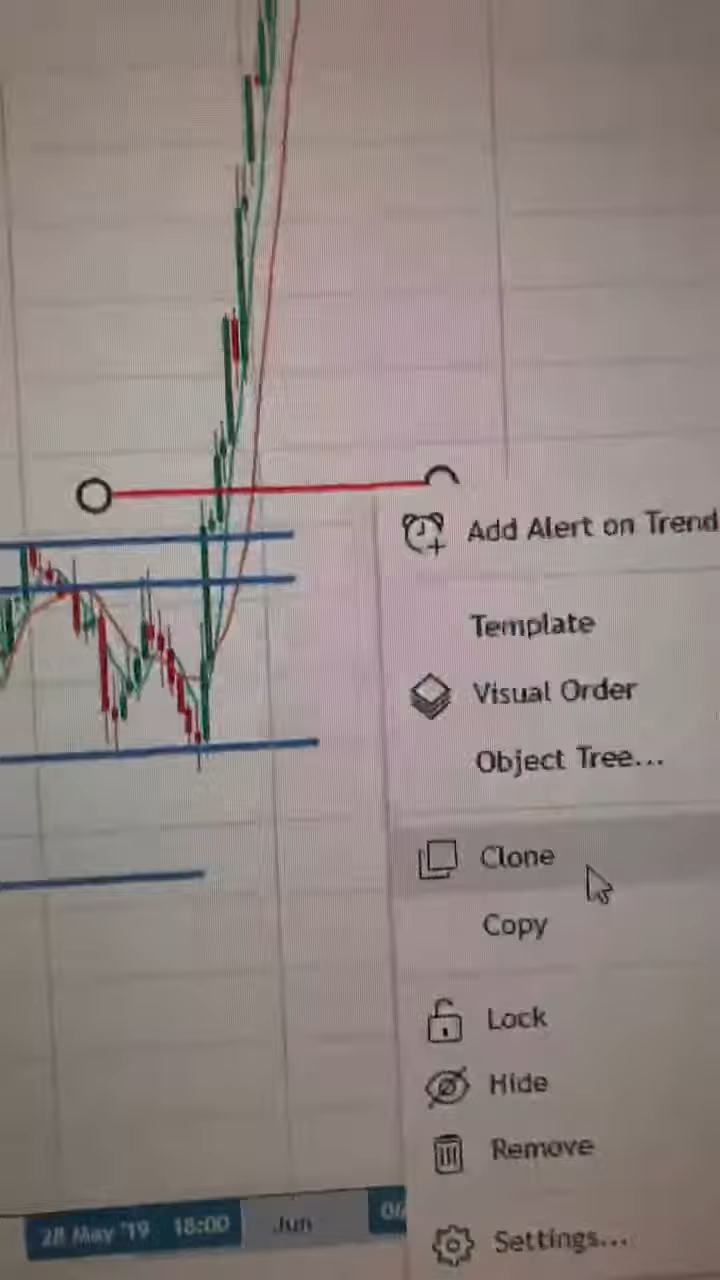 Add Alert on Trend
Template
Visual Order
Object Tree...
Clone
Copy
Lock
Hide
Remove
Settings...
28 May '19 18:00 Jun